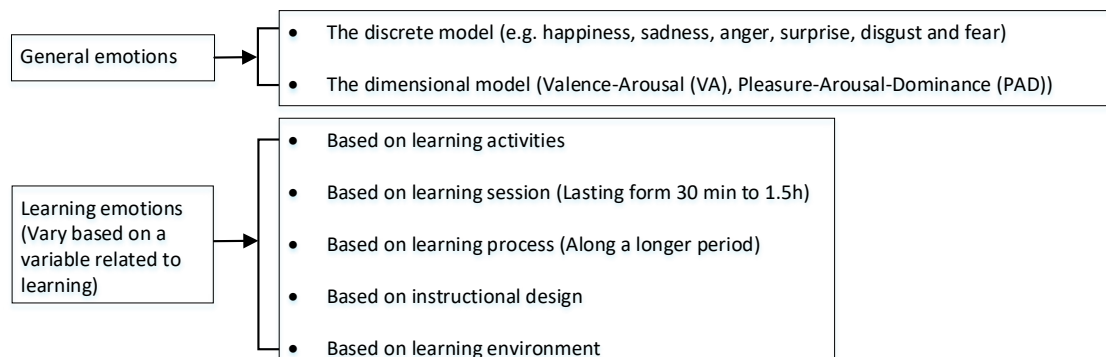 General emotions
• The discrete model (e.g. happiness, sadness, anger, surprise, disgust and fear)
• The dimensional model (Valence-Arousal (VA), Pleasure-Arousal-Dominance (PAD))
Learning emotions
(Vary based on a
variable related to
learning)
• Based on learning activities
• Based on learning session (Lasting form 30 min to 1.5h)
• Based on learning process (Along a longer period)
• Based on instructional design
• Based on learning environment